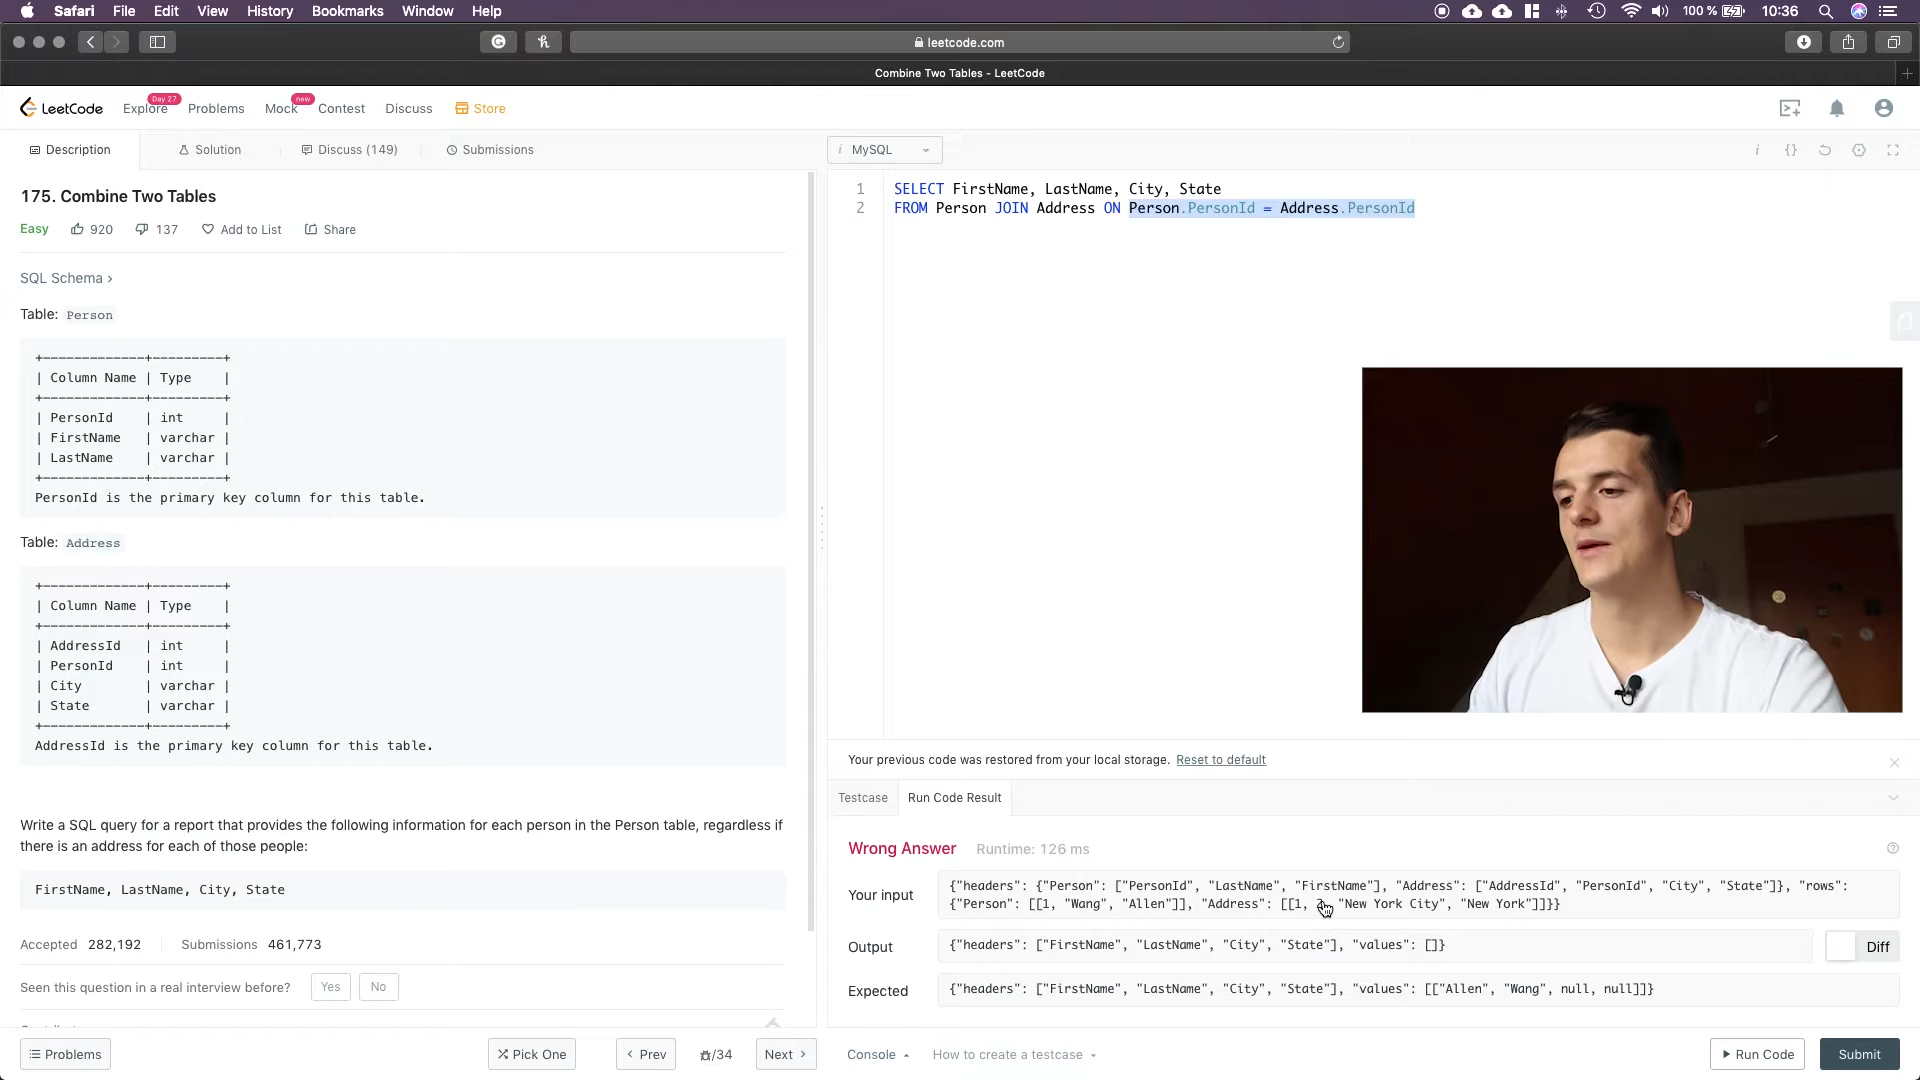 Safari File Edit View History Bookmarks Window Help
100 % 10:36
leetcode.com
Combine Two Tables - LeetCode
LeetCode Explore Day 27 Problems Mock new Contest Discuss Store
Description Solution Discuss (149) Submissions
i MySQL
175. Combine Two Tables
Easy 920 137 Add to List Share
SQL Schema ›
Table: Person
+-------------+---------+
| Column Name | Type    |
+-------------+---------+
| PersonId    | int     |
| FirstName   | varchar |
| LastName    | varchar |
+-------------+---------+
PersonId is the primary key column for this table.
Table: Address
+-------------+---------+
| Column Name | Type    |
+-------------+---------+
| AddressId   | int     |
| PersonId    | int     |
| City        | varchar |
| State       | varchar |
+-------------+---------+
AddressId is the primary key column for this table.
Write a SQL query for a report that provides the following information for each person in the Person table, regardless if
there is an address for each of those people:
FirstName, LastName, City, State
Accepted 282,192 Submissions 461,773
Seen this question in a real interview before? Yes No
Problems Pick One ‹ Prev /34 Next ›
1 SELECT FirstName, LastName, City, State
2 FROM Person JOIN Address ON Person.PersonId = Address.PersonId
Your previous code was restored from your local storage. Reset to default
Testcase Run Code Result
Wrong Answer Runtime: 126 ms
Your input
{"headers": {"Person": ["PersonId", "LastName", "FirstName"], "Address": ["AddressId", "PersonId", "City", "State"]}, "rows":
{"Person": [[1, "Wang", "Allen"]], "Address": [[1, "New York City", "New York"]]}}
Output {"headers": ["FirstName", "LastName", "City", "State"], "values": []} Diff
Expected {"headers": ["FirstName", "LastName", "City", "State"], "values": [["Allen", "Wang", null, null]]}
Console How to create a testcase Run Code Submit